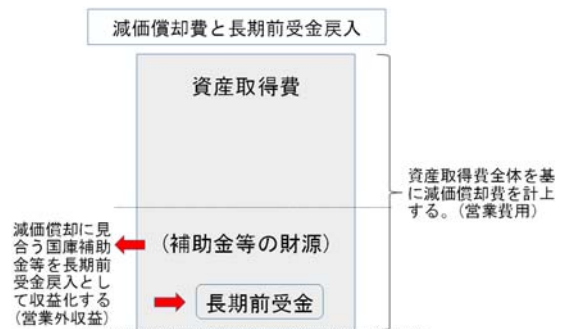 減価償却費と長期前受金戻入
資産取得費
資産取得費全体を基
に減価償却費を計上
する。(営業費用)
減価償却に見
合う国庫補助
金等を長期前
受金戻入とし
て収益化する
(営業外収益)
(補助金等の財源)
長期前受金